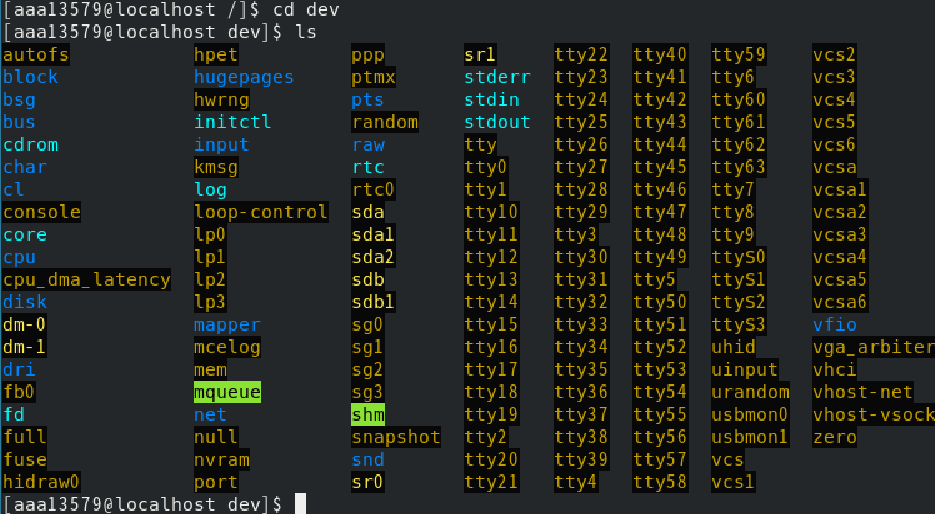 [aaa13579@localhost /]$ cd dev
[aaa13579@localhost dev]$ ls
autofs hpet ppp sr1 tty22 tty40 tty59 vcs2
block hugepages ptmx stderr tty23 tty41 tty6 vcs3
bsg hwrng pts stdin tty24 tty42 tty60 vcs4
bus initctl random stdout tty25 tty43 tty61 vcs5
cdrom input raw tty tty26 tty44 tty62 vcs6
char kmsg rtc tty0 tty27 tty45 tty63 vcsa
cl log rtc0 tty1 tty28 tty46 tty7 vcsa1
console loop-control sda tty10 tty29 tty47 tty8 vcsa2
core lp0 sda1 tty11 tty3 tty48 tty9 vcsa3
cpu lp1 sda2 tty12 tty30 tty49 ttyS0 vcsa4
cpu_dma_latency lp2 sdb tty13 tty31 tty5 ttyS1 vcsa5
disk lp3 sdb1 tty14 tty32 tty50 ttyS2 vcsa6
dm-0 mapper sg0 tty15 tty33 tty51 ttyS3 vfio
dm-1 mcelog sg1 tty16 tty34 tty52 uhid vga_arbiter
dri mem sg2 tty17 tty35 tty53 uinput vhci
fb0 mqueue sg3 tty18 tty36 tty54 urandom vhost-net
fd net shm tty19 tty37 tty55 usbmon0 vhost-vsock
full null snapshot tty2 tty38 tty56 usbmon1 zero
fuse nvram snd tty20 tty39 tty57 vcs
hidraw0 port sr0 tty21 tty4 tty58 vcs1
[aaa13579@localhost dev]$